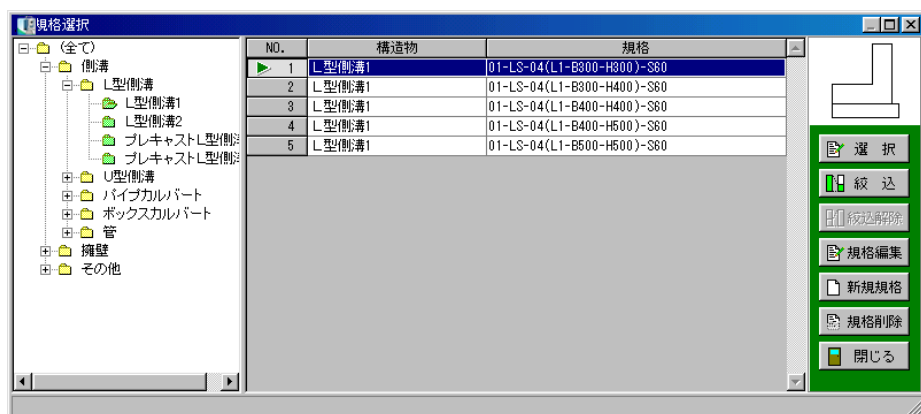 規格選択
(全て)
側溝
L型側溝
L型側溝1
L型側溝2
プレキャストL型側溝
プレキャストL型側溝
U型側溝
パイプカルバート
ボックスカルバート
管
擁壁
その他
NO. 構造物 規格
1 L型側溝1 01-LS-04(L1-B300-H300)-S60
2 L型側溝1 01-LS-04(L1-B300-H400)-S60
3 L型側溝1 01-LS-04(L1-B400-H400)-S60
4 L型側溝1 01-LS-04(L1-B400-H500)-S60
5 L型側溝1 01-LS-04(L1-B500-H500)-S60
選 択
絞 込
絞込解除
規格編集
新規規格
規格削除
閉じる